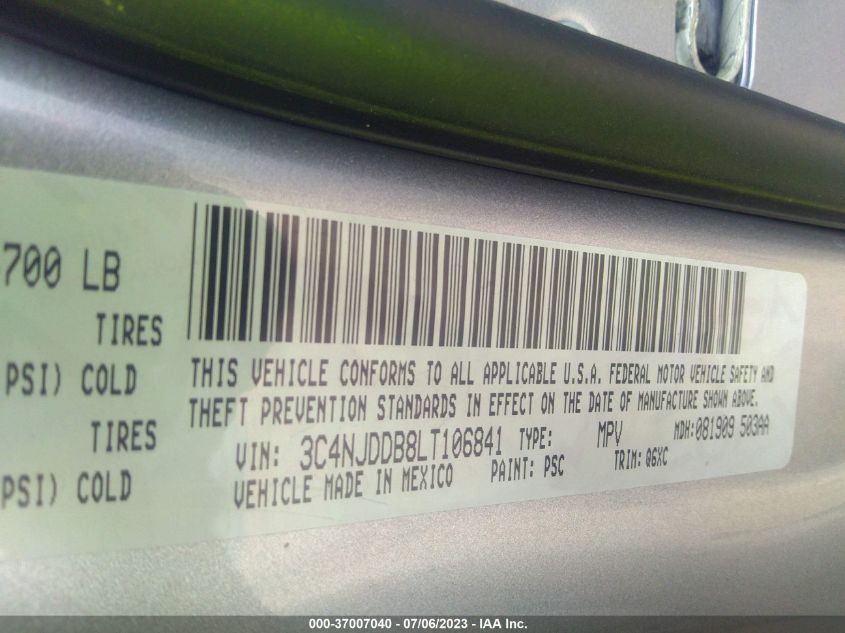 700 LB
TIRES
PSI) COLD
TIRES
PSI) COLD
THIS VEHICLE CONFORMS TO ALL APPLICABLE U.S.A. FEDERAL MOTOR VEHICLE SAFETY AND
THEFT PREVENTION STANDARDS IN EFFECT ON THE DATE OF MANUFACTURE SHOWN ABOVE.
VIN: 3C4NJDDB8LT106841 TYPE: MPV MDH:081909 503AA
VEHICLE MADE IN MEXICO PAINT: PSC TRIM: Q6XC
000-37007040 - 07/06/2023 - IAA Inc.